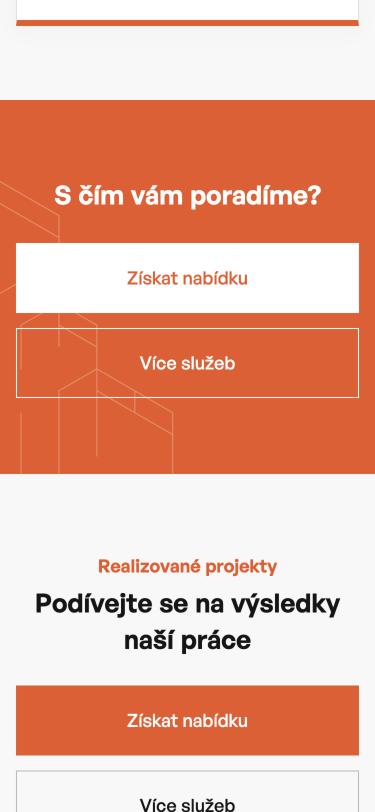 S čím vám poradíme?
Získat nabídku
Více služeb
Realizované projekty
Podívejte se na výsledky
naší práce
Získat nabídku
Více služeb